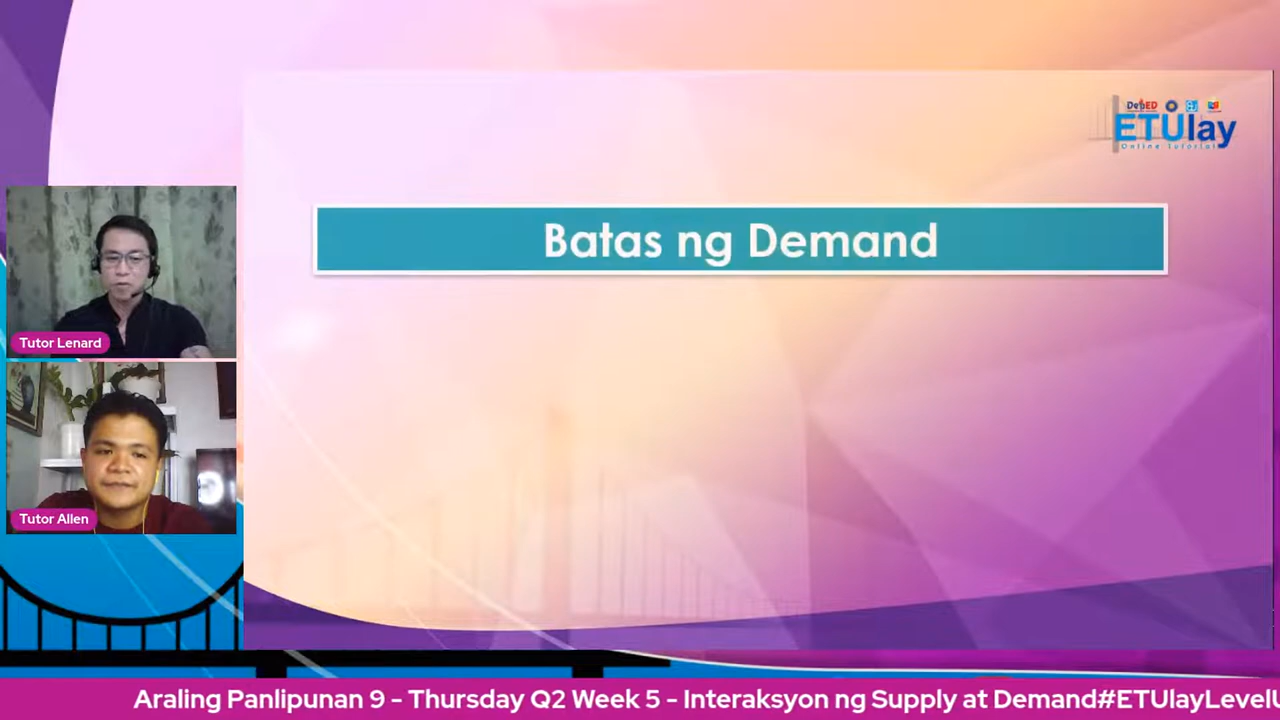 DepED
ETUlay
Online Tutorial
Batas ng Demand
Tutor Lenard
Tutor Allen
Araling Panlipunan 9 - Thursday Q2 Week 5 - Interaksyon ng Supply at Demand#ETUlayLevelU